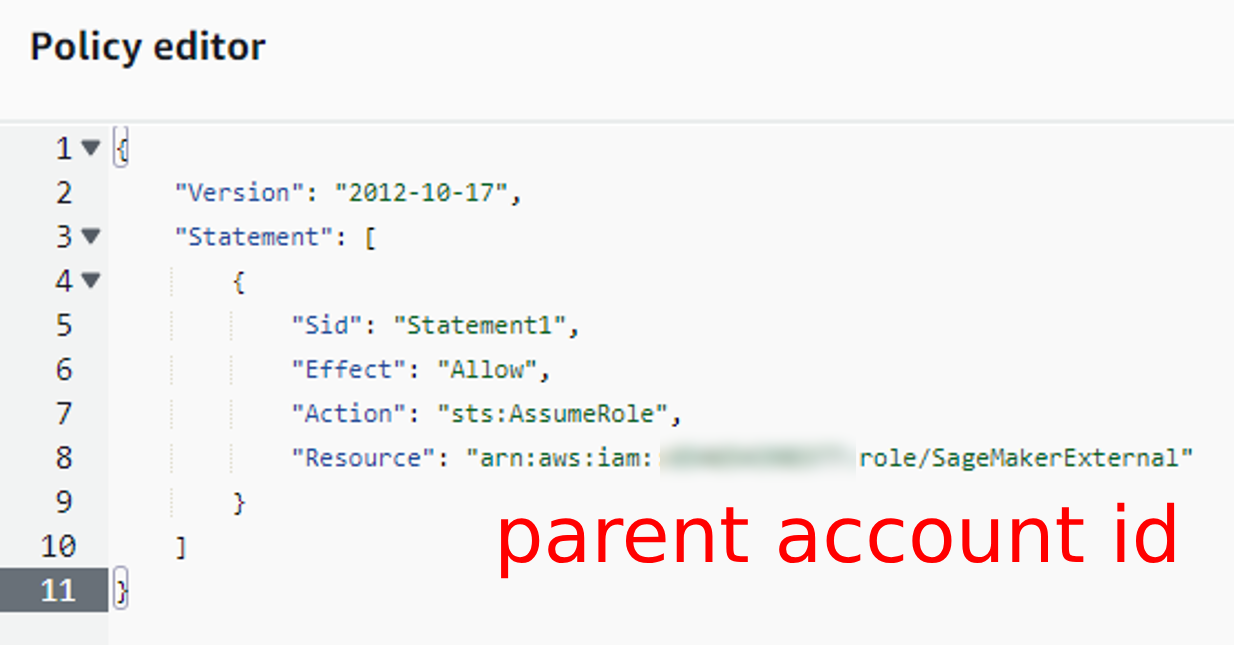 Policy editor
1 {
2 "Version": "2012-10-17",
3 "Statement": [
4 {
5 "Sid": "Statement1",
6 "Effect": "Allow",
7 "Action": "sts:AssumeRole",
8 "Resource": "arn:aws:iam: role/SageMakerExternal"
9 }
parent account id
10 ]
11 }